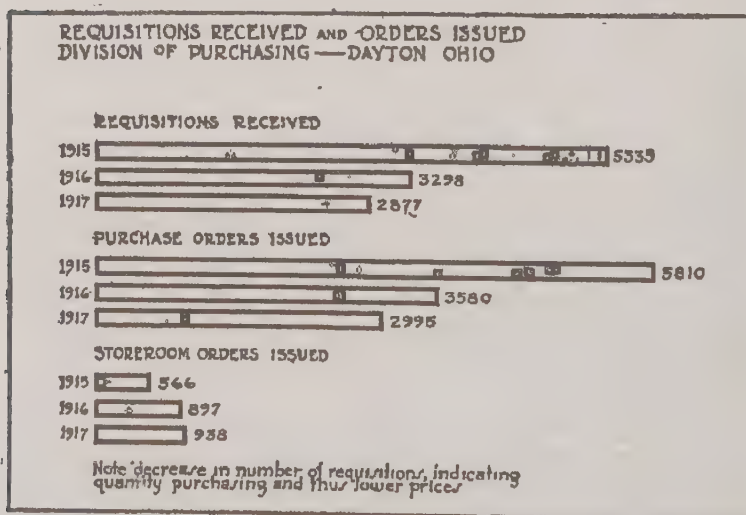 REQUISITIONS RECEIVED AND ORDERS ISSUED
DIVISION OF PURCHASING — DAYTON OHIO
REQUISITIONS RECEIVED
1915 5335
1916 3298
1917 2877
PURCHASE ORDERS ISSUED
1915 5810
1916 3580
1917 2995
STOREROOM ORDERS ISSUED
1915 566
1916 897
1917 938
Note decrease in number of requisitions, indicating
quantity purchasing and thus lower prices